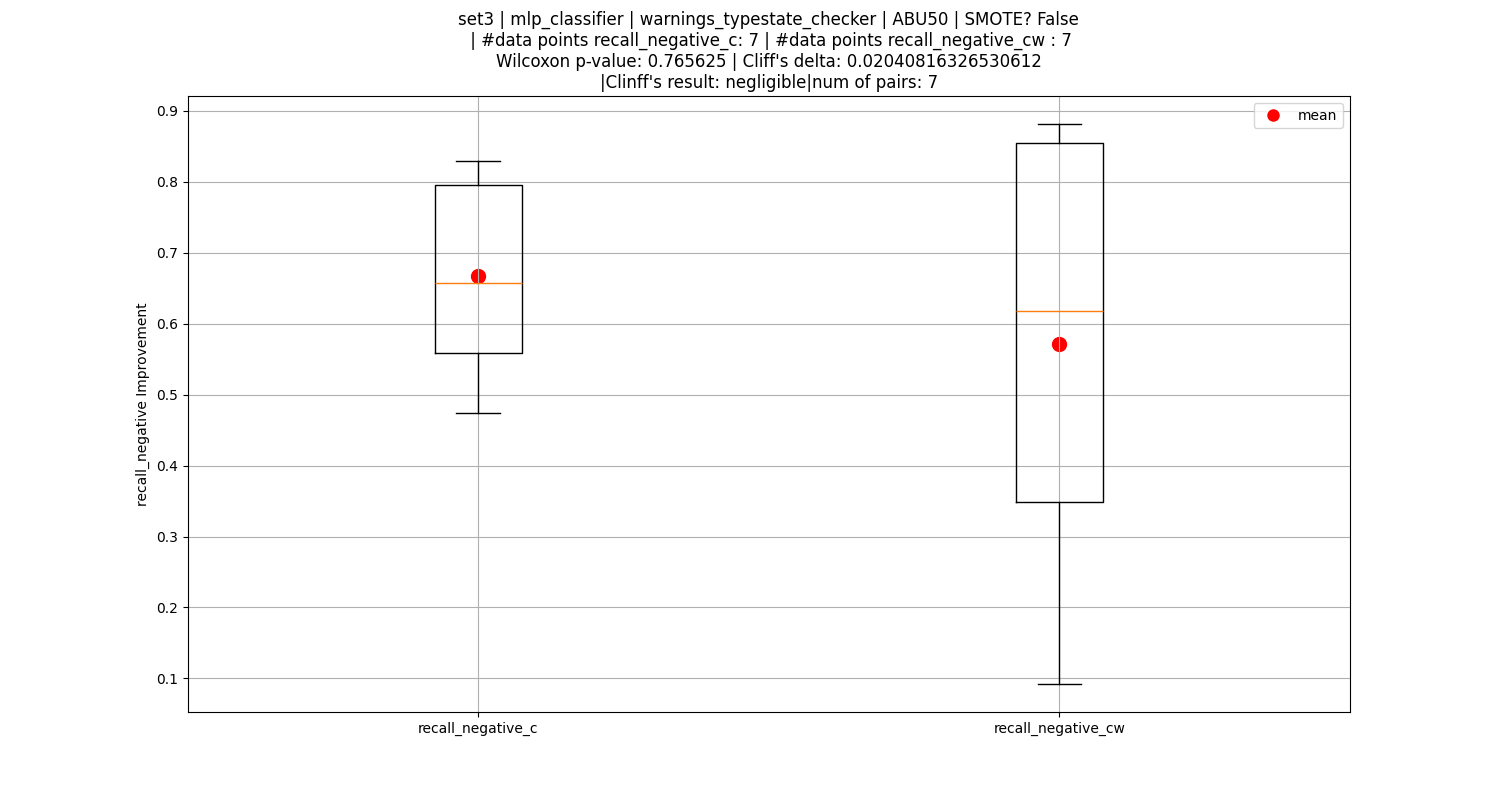 set3 | mlp_classifier | warnings_typestate_checker | ABU50 | SMOTE? False
| #data points recall_negative_c: 7 | #data points recall_negative_cw : 7
Wilcoxon p-value: 0.765625 | Cliff's delta: 0.02040816326530612
|Clinff's result: negligible|num of pairs: 7
mean
0.9
0.8
0.7
0.6
0.5
0.4
0.3
0.2
0.1
recall_negative Improvement
recall_negative_c
recall_negative_cw